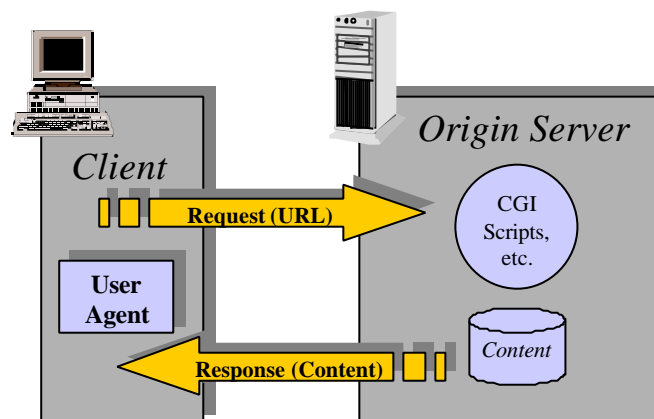 Origin Server
Client
Request (URL)
CGI
Scripts,
etc.
User
Agent
Response (Content)
Content